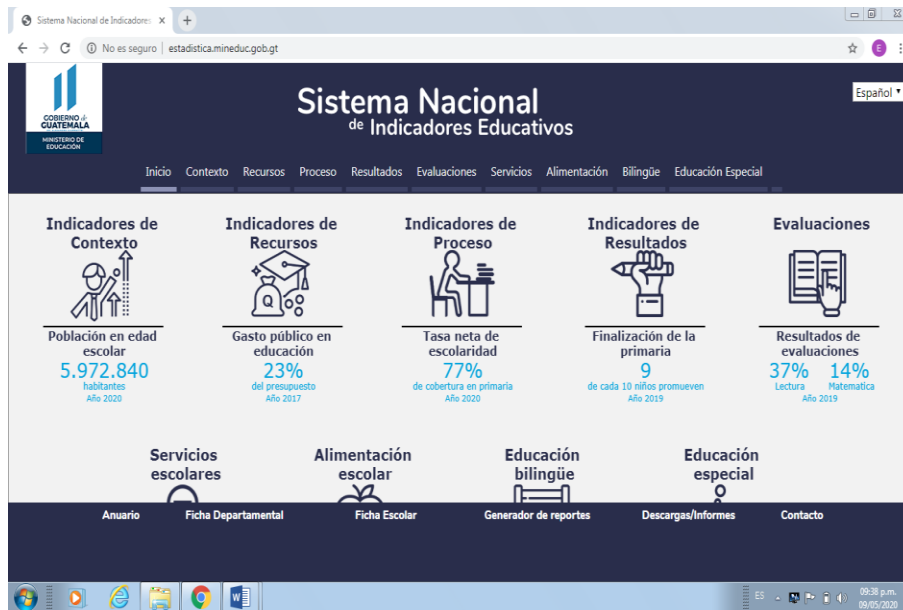 Sistema Nacional de Indicadores
No es seguro | estadistica.mineduc.gob.gt
E
GOBIERNO de
GUATEMALA
MINISTERIO DE
EDUCACIÓN
Sistema Nacional
de Indicadores Educativos
Español
Inicio Contexto Recursos Proceso Resultados Evaluaciones Servicios Alimentación Bilingüe Educación Especial
Indicadores de
Contexto
Población en edad
escolar
5.972.840
habitantes
Año 2020
Indicadores de
Recursos
Q
Gasto público en
educación
23%
del presupuesto
Año 2017
Indicadores de
Proceso
Tasa neta de
escolaridad
77%
de cobertura en primaria
Año 2020
Indicadores de
Resultados
Finalización de la
primaria
9
de cada 10 niños promueven
Año 2019
Evaluaciones
Resultados de
evaluaciones
37% 14%
Lectura Matematica
Año 2019
Servicios
escolares
Alimentación
escolar
Educación
bilingüe
Educación
especial
Anuario Ficha Departamental Ficha Escolar Generador de reportes Descargas/Informes Contacto
W
ES
09:38 p.m.
09/05/2020